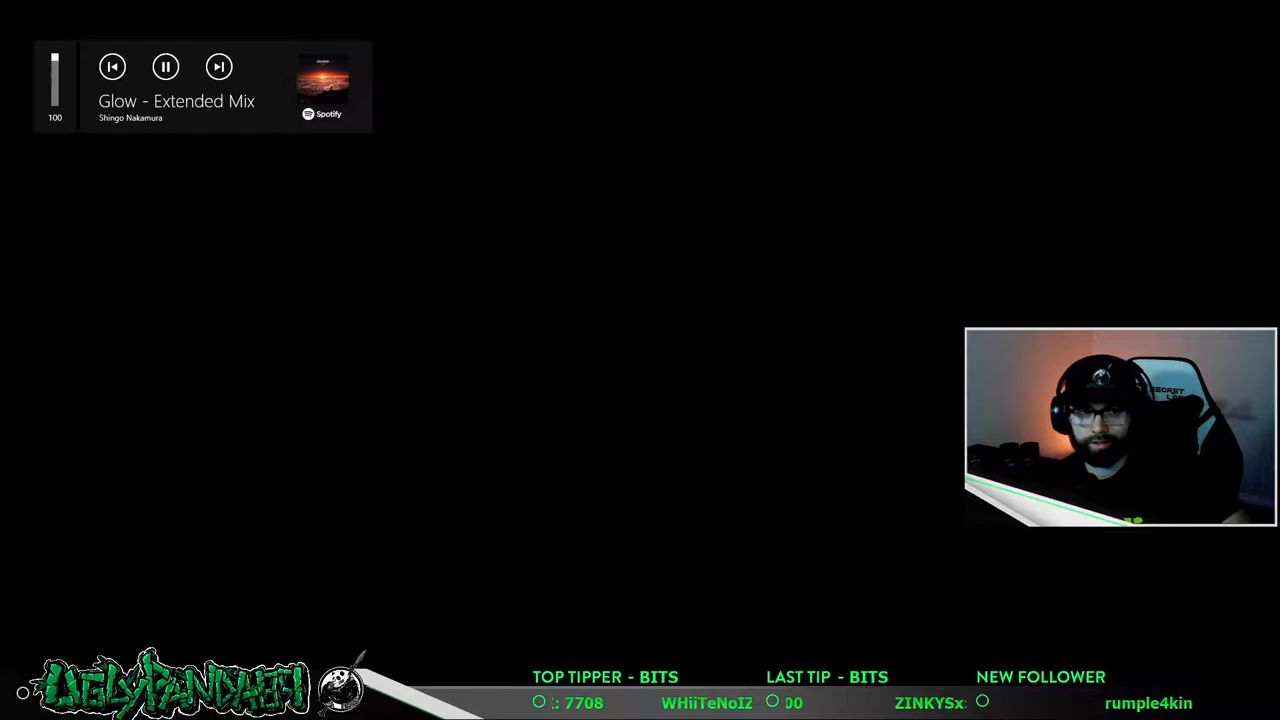 Glow - Extended Mix
Shingo Nakamura
100
Spotify
SECRET
TOP TIPPER - BITS
LAST TIP - BITS
NEW FOLLOWER
: 7708
WHiiTeNoIZ
00
ZINKYSx
rumple4kin